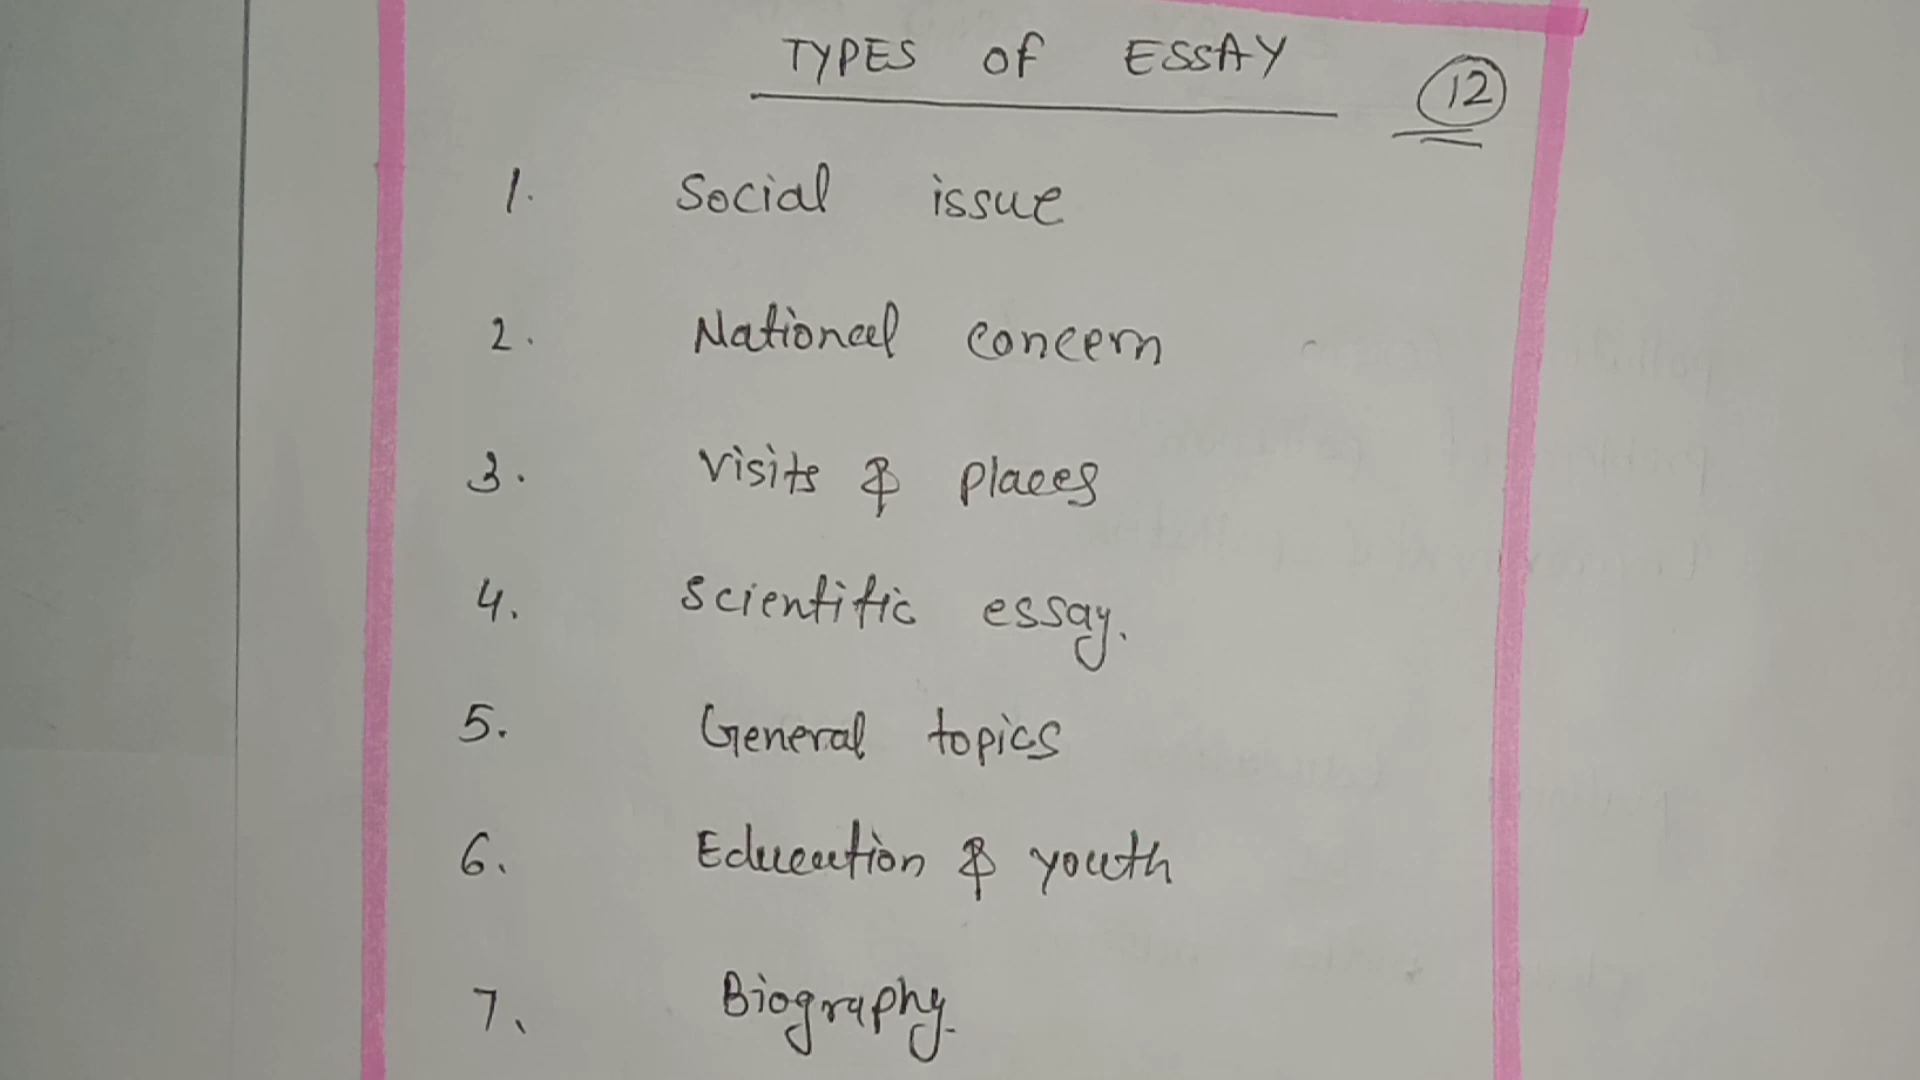 TYPES of ESSAY
12
1. Social issue
2. National concern
3. Visits & places
4. Scientific essay.
5. General topics
6. Education & youth
7. Biography.